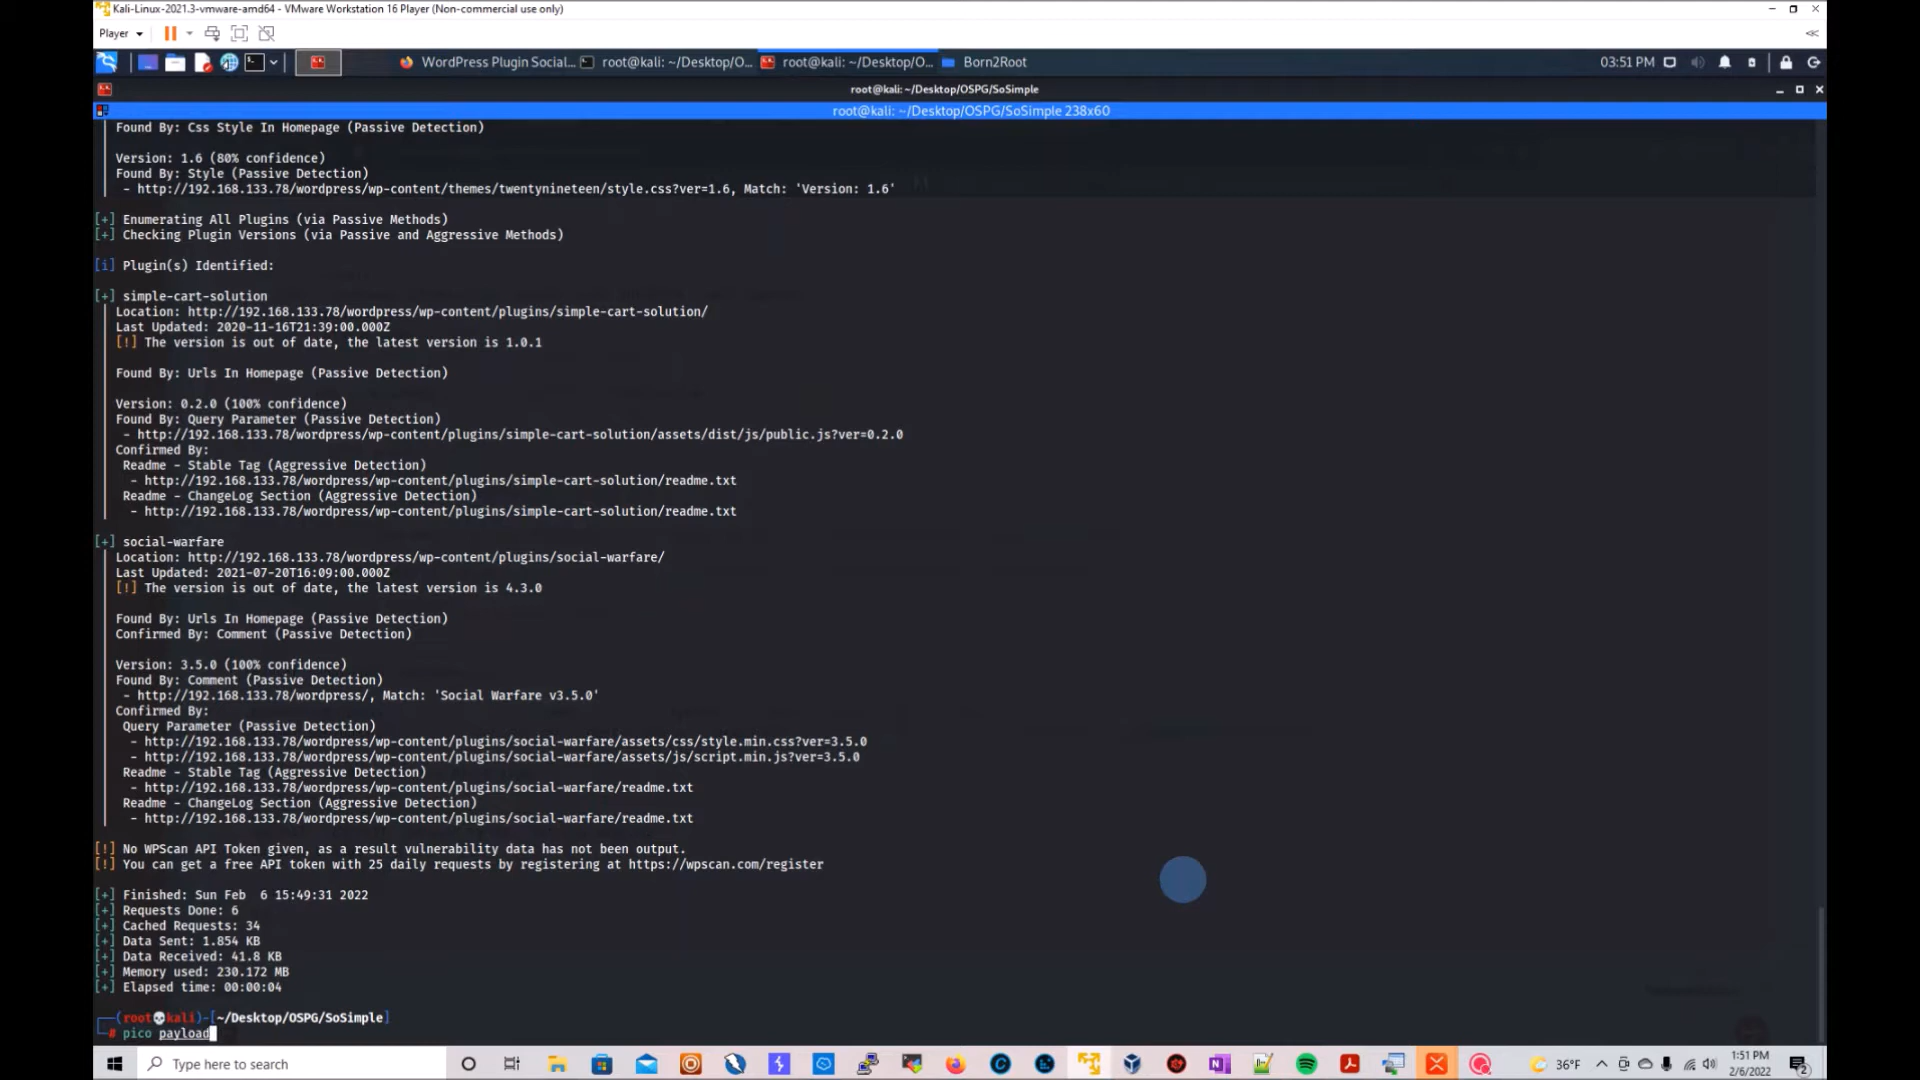 Kali-Linux-2021.3-vmware-amd64 - VMware Workstation 16 Player (Non-commercial use only)
Player
WordPress Plugin Social... root@kali: ~/Desktop/O... root@kali: ~/Desktop/O... Born2Root 03:51 PM
root@kali: ~/Desktop/OSPG/SoSimple
root@kali: ~/Desktop/OSPG/SoSimple 238x60
Found By: Css Style In Homepage (Passive Detection)
Version: 1.6 (80% confidence)
Found By: Style (Passive Detection)
- http://192.168.133.78/wordpress/wp-content/themes/twentynineteen/style.css?ver=1.6, Match: 'Version: 1.6'
[+] Enumerating All Plugins (via Passive Methods)
[+] Checking Plugin Versions (via Passive and Aggressive Methods)
[i] Plugin(s) Identified:
[+] simple-cart-solution
Location: http://192.168.133.78/wordpress/wp-content/plugins/simple-cart-solution/
Last Updated: 2020-11-16T21:39:00.000Z
[!] The version is out of date, the latest version is 1.0.1
Found By: Urls In Homepage (Passive Detection)
Version: 0.2.0 (100% confidence)
Found By: Query Parameter (Passive Detection)
- http://192.168.133.78/wordpress/wp-content/plugins/simple-cart-solution/assets/dist/js/public.js?ver=0.2.0
Confirmed By:
Readme - Stable Tag (Aggressive Detection)
- http://192.168.133.78/wordpress/wp-content/plugins/simple-cart-solution/readme.txt
Readme - ChangeLog Section (Aggressive Detection)
- http://192.168.133.78/wordpress/wp-content/plugins/simple-cart-solution/readme.txt
[+] social-warfare
Location: http://192.168.133.78/wordpress/wp-content/plugins/social-warfare/
Last Updated: 2021-07-20T16:09:00.000Z
[!] The version is out of date, the latest version is 4.3.0
Found By: Urls In Homepage (Passive Detection)
Confirmed By: Comment (Passive Detection)
Version: 3.5.0 (100% confidence)
Found By: Comment (Passive Detection)
- http://192.168.133.78/wordpress/, Match: 'Social Warfare v3.5.0'
Confirmed By:
Query Parameter (Passive Detection)
- http://192.168.133.78/wordpress/wp-content/plugins/social-warfare/assets/css/style.min.css?ver=3.5.0
- http://192.168.133.78/wordpress/wp-content/plugins/social-warfare/assets/js/script.min.js?ver=3.5.0
Readme - Stable Tag (Aggressive Detection)
- http://192.168.133.78/wordpress/wp-content/plugins/social-warfare/readme.txt
Readme - ChangeLog Section (Aggressive Detection)
- http://192.168.133.78/wordpress/wp-content/plugins/social-warfare/readme.txt
[!] No WPScan API Token given, as a result vulnerability data has not been output.
[!] You can get a free API token with 25 daily requests by registering at https://wpscan.com/register
[+] Finished: Sun Feb  6 15:49:31 2022
[+] Requests Done: 6
[+] Cached Requests: 34
[+] Data Sent: 1.854 KB
[+] Data Received: 41.8 KB
[+] Memory used: 230.172 MB
[+] Elapsed time: 00:00:04
(root💀kali)-[~/Desktop/OSPG/SoSimple]
# pico payload
Type here to search 36°F 1:51 PM
2/6/2022